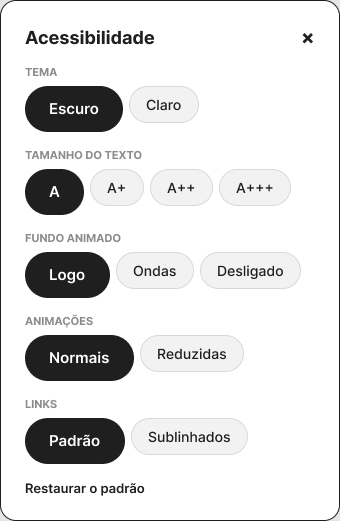 Acessibilidade ×
TEMA
Escuro Claro
TAMANHO DO TEXTO
A A+ A++ A+++
FUNDO ANIMADO
Logo Ondas Desligado
ANIMAÇÕES
Normais Reduzidas
LINKS
Padrão Sublinhados
Restaurar o padrão